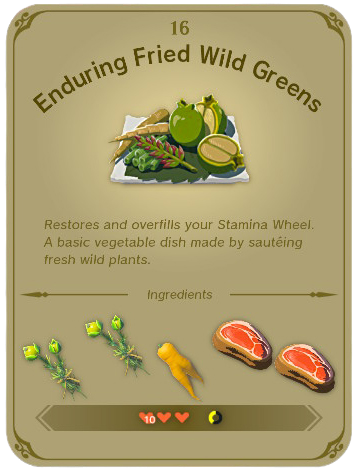 16
Enduring Fried Wild Greens
Restores and overfills your Stamina Wheel.
A basic vegetable dish made by sautéing
fresh wild plants.
Ingredients
10